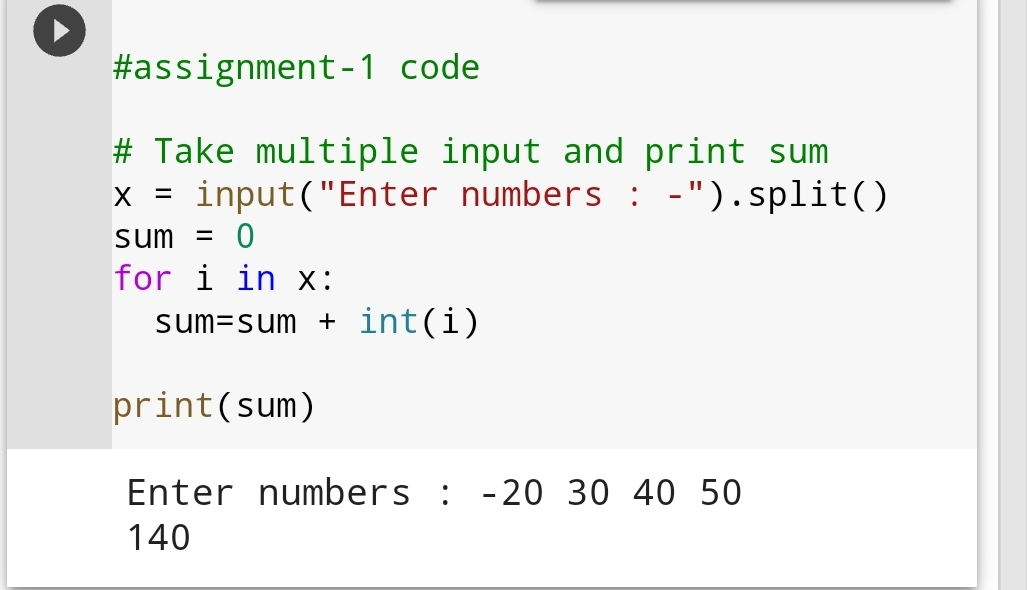 #assignment-1 code
# Take multiple input and print sum
x = input("Enter numbers : -").split()
sum = 0
for i in x:
  sum=sum + int(i)
print(sum)
Enter numbers : -20 30 40 50
140